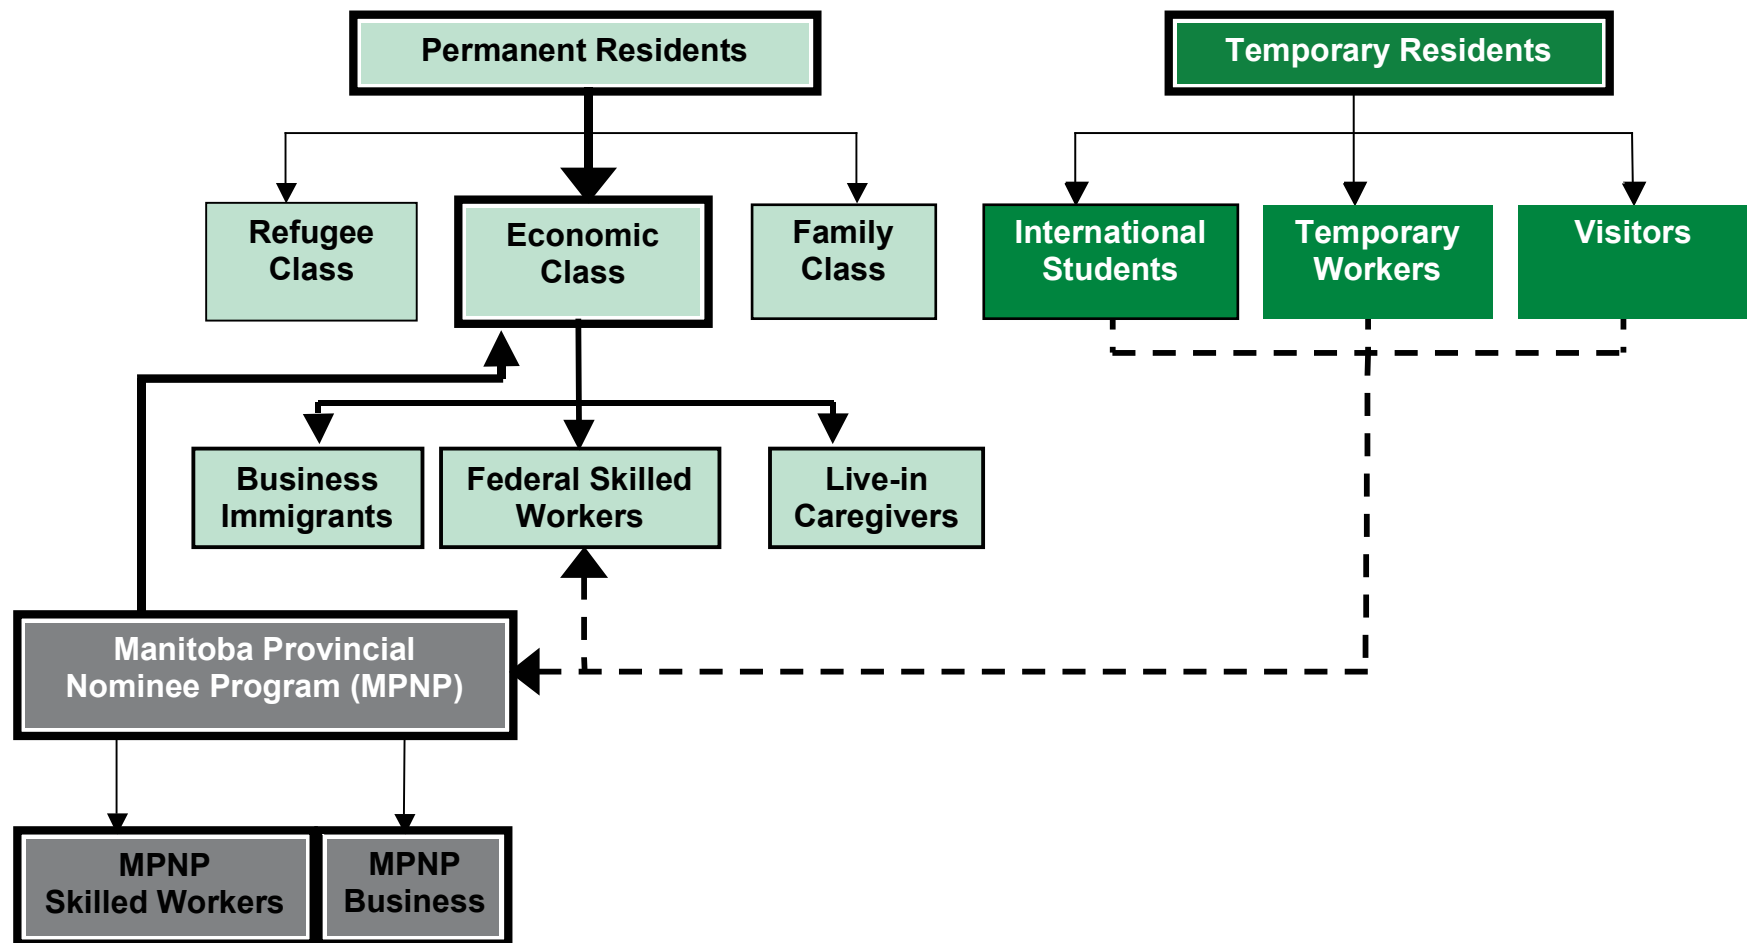 Permanent Residents
Temporary Residents
Refugee
Class
Economic
Class
Family
Class
International
Students
Temporary
Workers
Visitors
Business
Immigrants
Federal Skilled
Workers
Live-in
Caregivers
Manitoba Provincial
Nominee Program (MPNP)
MPNP
Skilled Workers
MPNP
Business